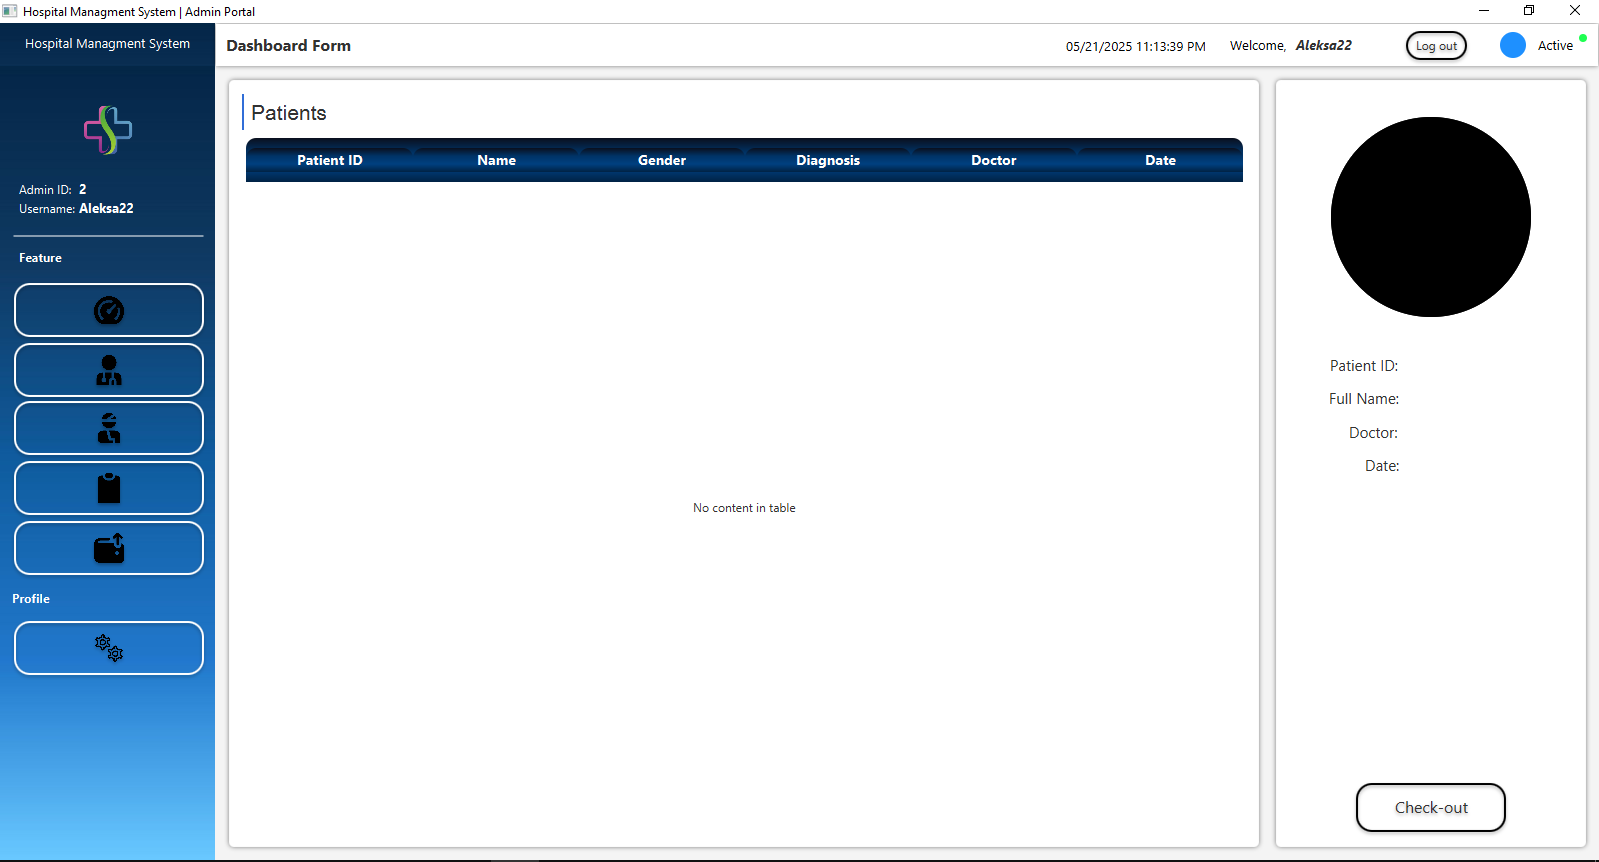 Hospital Managment System | Admin Portal
Hospital Managment System
Dashboard Form
05/21/2025 11:13:39 PM
Welcome, Aleksa22
Log out
Active
Admin ID: 2
Username: Aleksa22
Feature
Profile
Patients
Patient ID Name Gender Diagnosis Doctor Date
No content in table
Patient ID:
Full Name:
Doctor:
Date:
Check-out